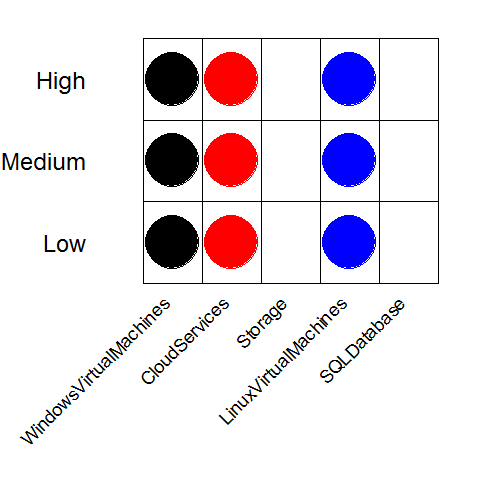 High
Medium
Low
WindowsVirtualMachines
CloudServices
Storage
LinuxVirtualMachines
SQLDatabase